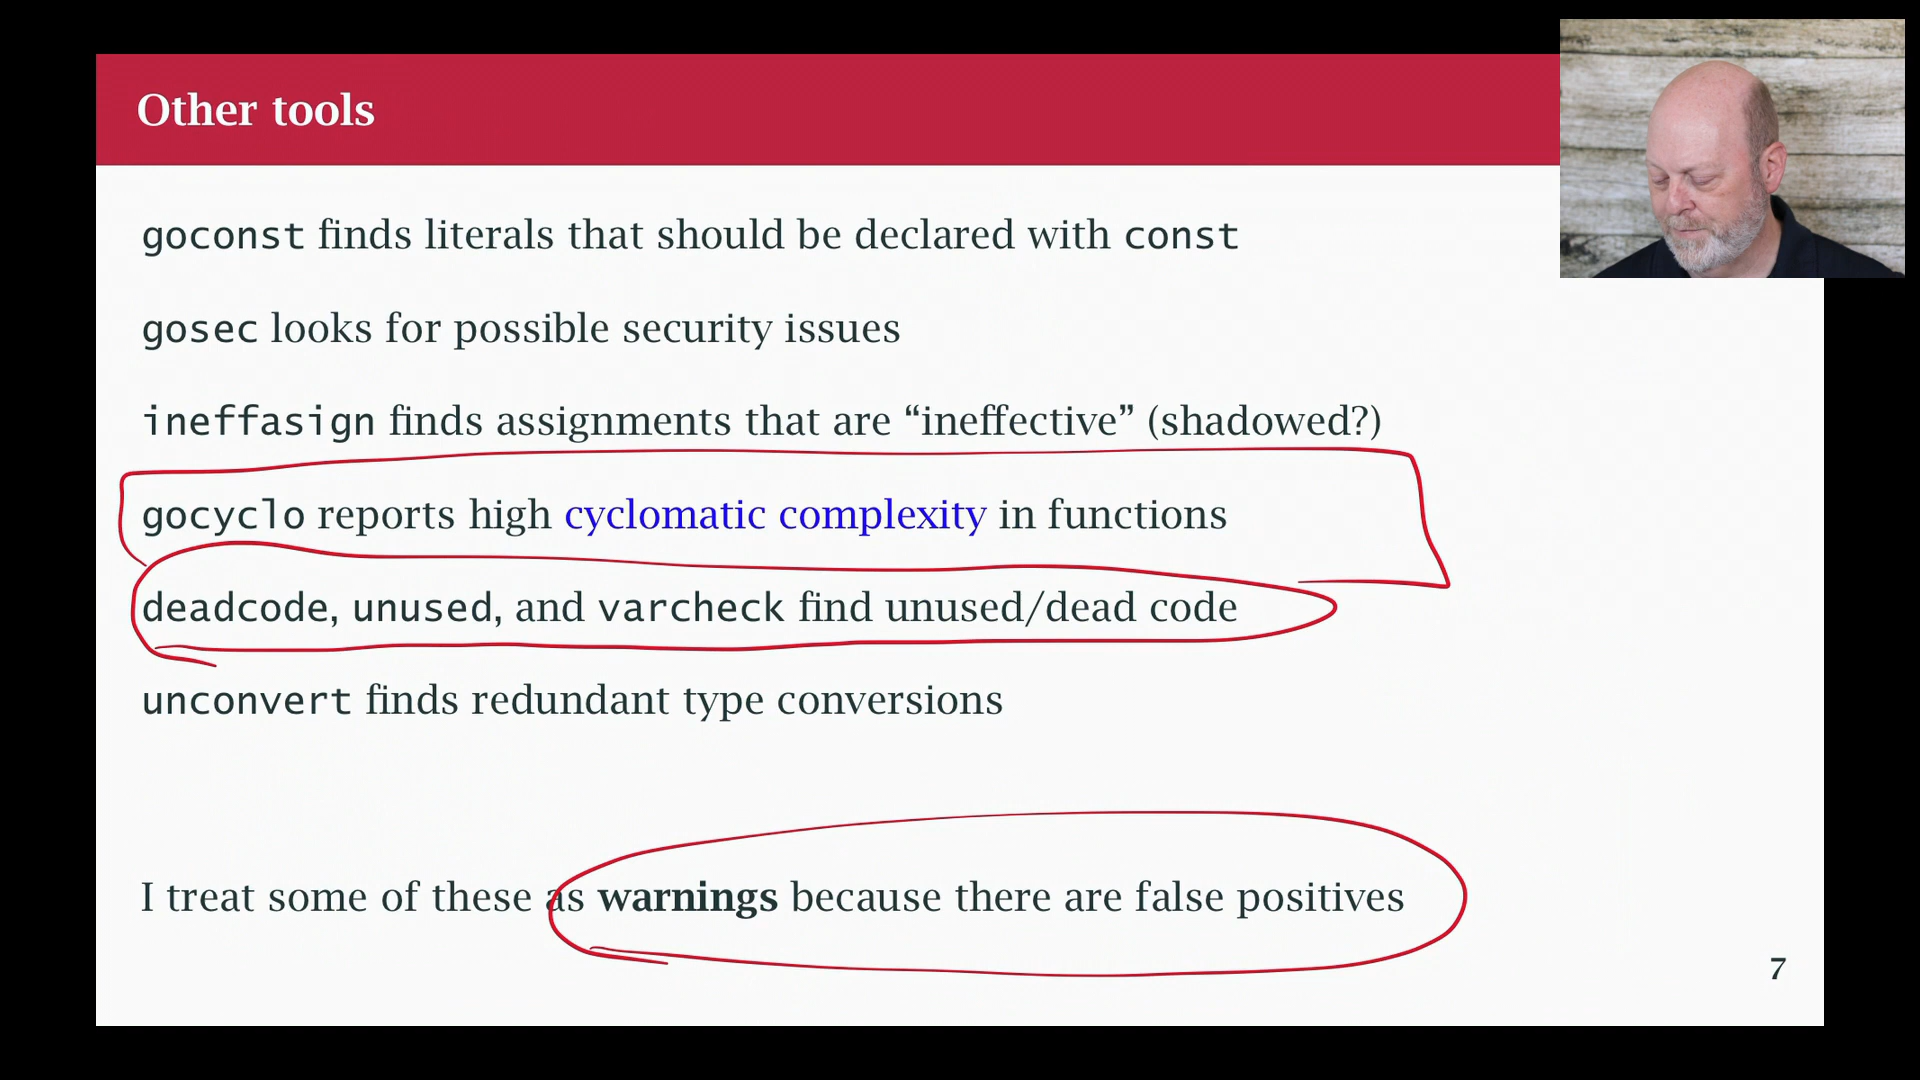 Other tools
goconst finds literals that should be declared with const
gosec looks for possible security issues
ineffasign finds assignments that are “ineffective” (shadowed?)
gocyclo reports high cyclomatic complexity in functions
deadcode, unused, and varcheck find unused/dead code
unconvert finds redundant type conversions
I treat some of these as warnings because there are false positives
7